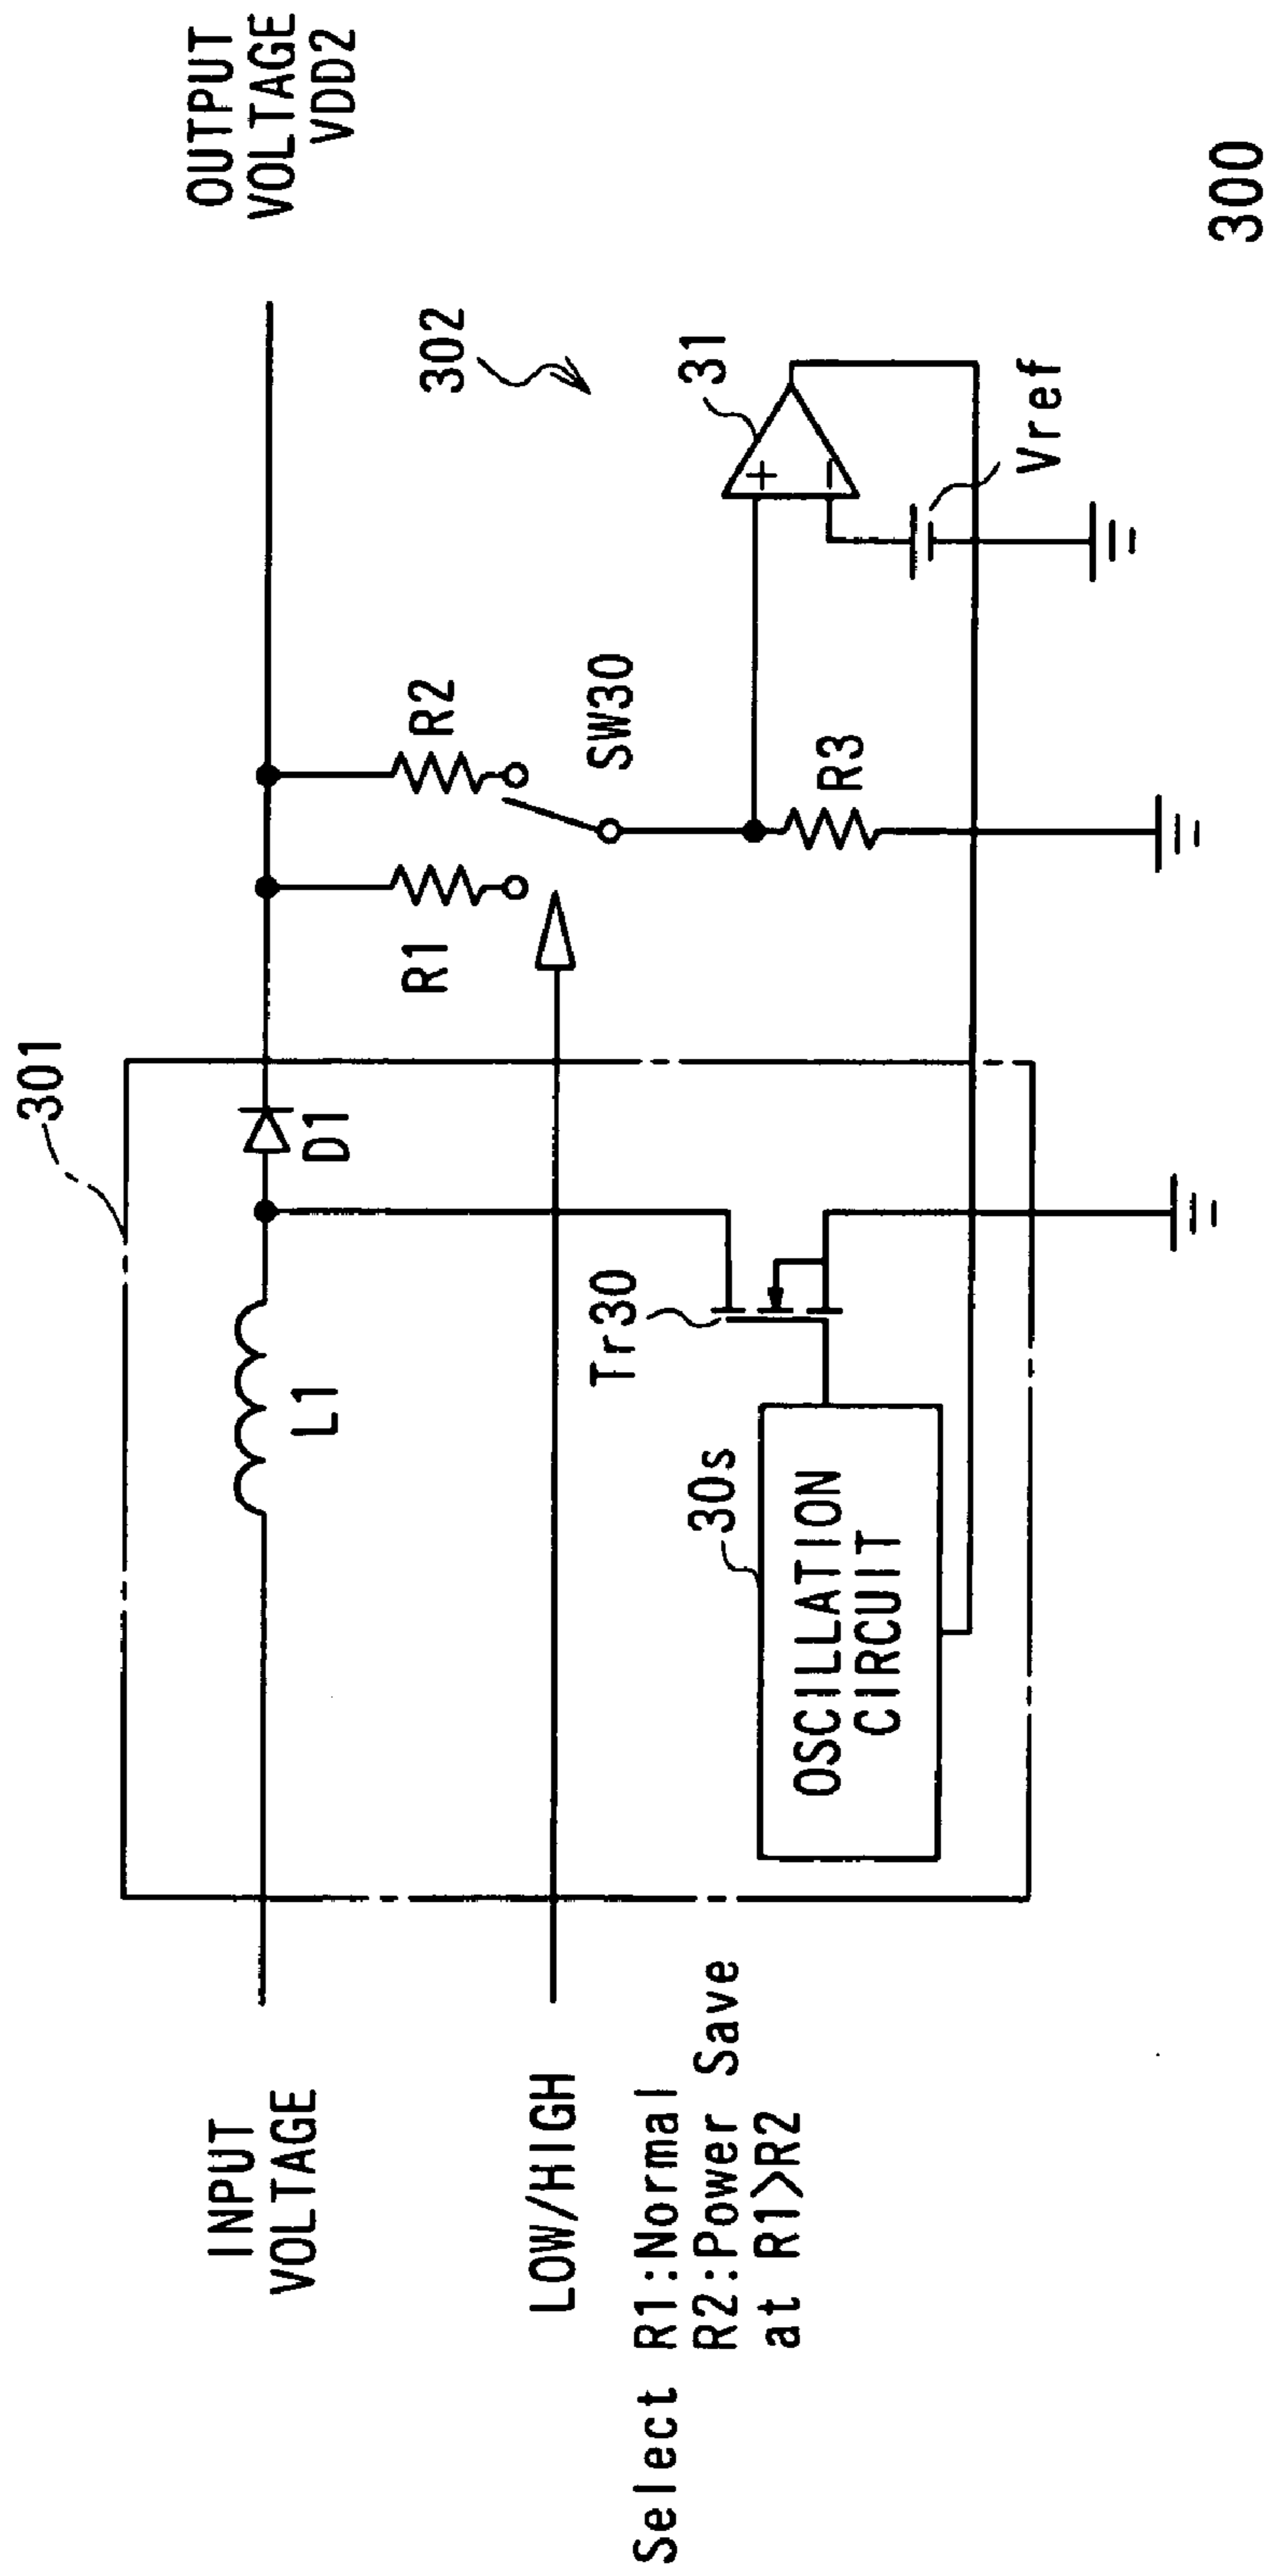 301
INPUT
VOLTAGE
L1
D1
OUTPUT
VOLTAGE
VDD2
R1
R2
302
LOW/HIGH
SW30
Select R1:Normal
R2:Power Save
at R1>R2
Tr30
30s
OSCILLATION
CIRCUIT
R3
31
+
−
Vref
300